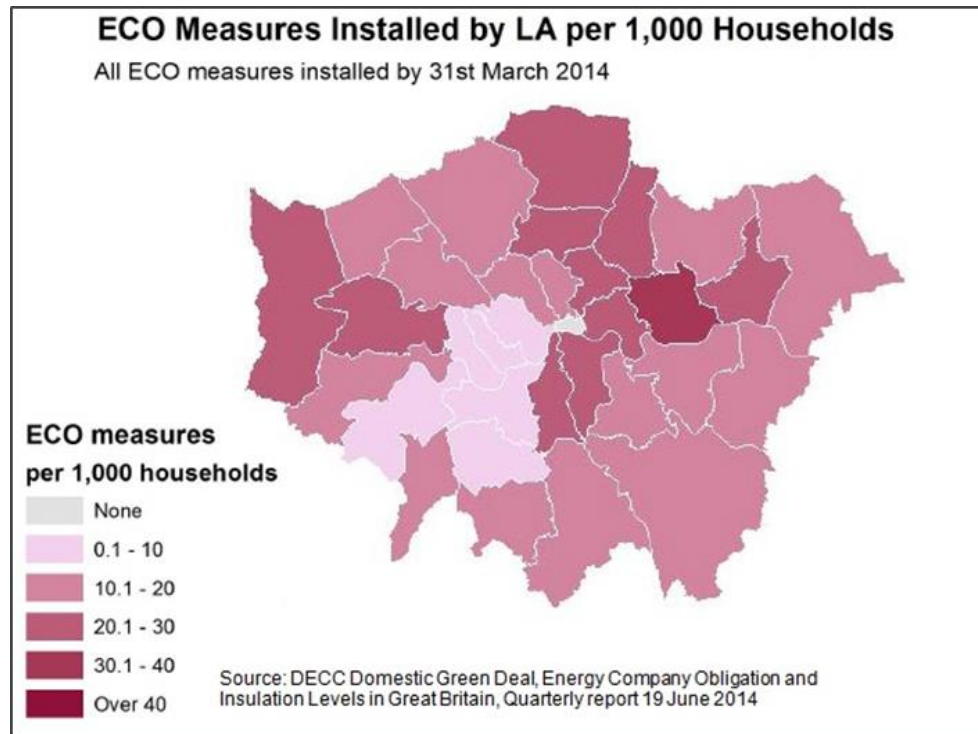 ECO Measures Installed by LA per 1,000 Households
All ECO measures installed by 31st March 2014
ECO measures
per 1,000 households
None
0.1 - 10
10.1 - 20
20.1 - 30
30.1 - 40
Over 40
Source: DECC Domestic Green Deal, Energy Company Obligation and
Insulation Levels in Great Britain, Quarterly report 19 June 2014